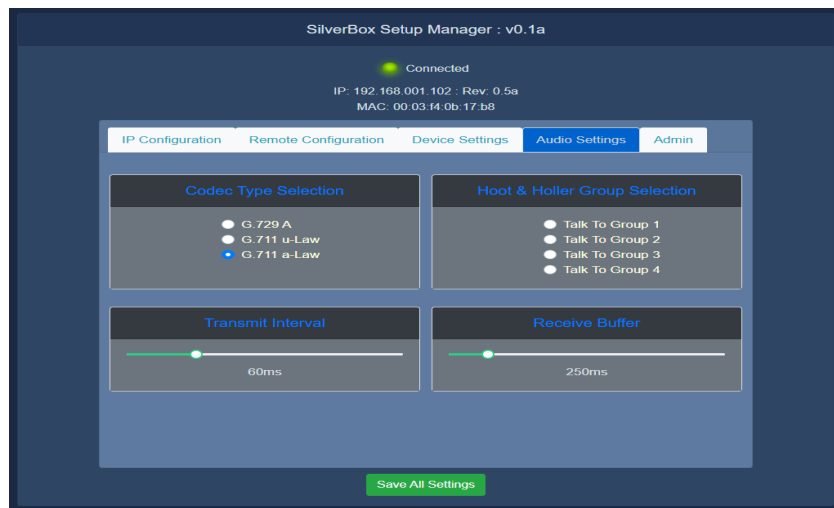 SilverBox Setup Manager : v0.1a
Connected
IP: 192.168.001.102 : Rev: 0.5a
MAC: 00:03:f4:0b:17:b8
IP Configuration Remote Configuration Device Settings Audio Settings Admin
Codec Type Selection
G.729 A
G.711 u-Law
G.711 a-Law
Hoot & Holler Group Selection
Talk To Group 1
Talk To Group 2
Talk To Group 3
Talk To Group 4
Transmit Interval
60ms
Receive Buffer
250ms
Save All Settings